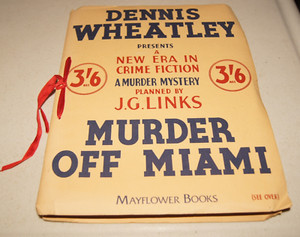 DENNIS
WHEATLEY
PRESENTS
A
NEW ERA IN
CRIME FICTION
3/6
A MURDER MYSTERY
3/6
PLANNED BY
J.G. LINKS
MURDER
OFF MIAMI
MAYFLOWER BOOKS
(SEE OVER)